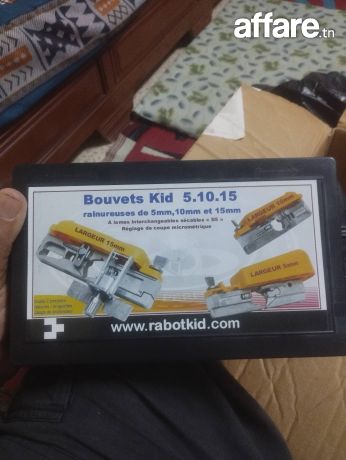 affare.tn
Bouvets Kid 5.10.15
rainureuses de 5mm,10mm et 15mm
A lames interchangeables sécables « SS »
Réglage de coupe micrométrique
LARGEUR 15mm
LARGEUR 10mm
LARGEUR 5mm
www.rabotkid.com